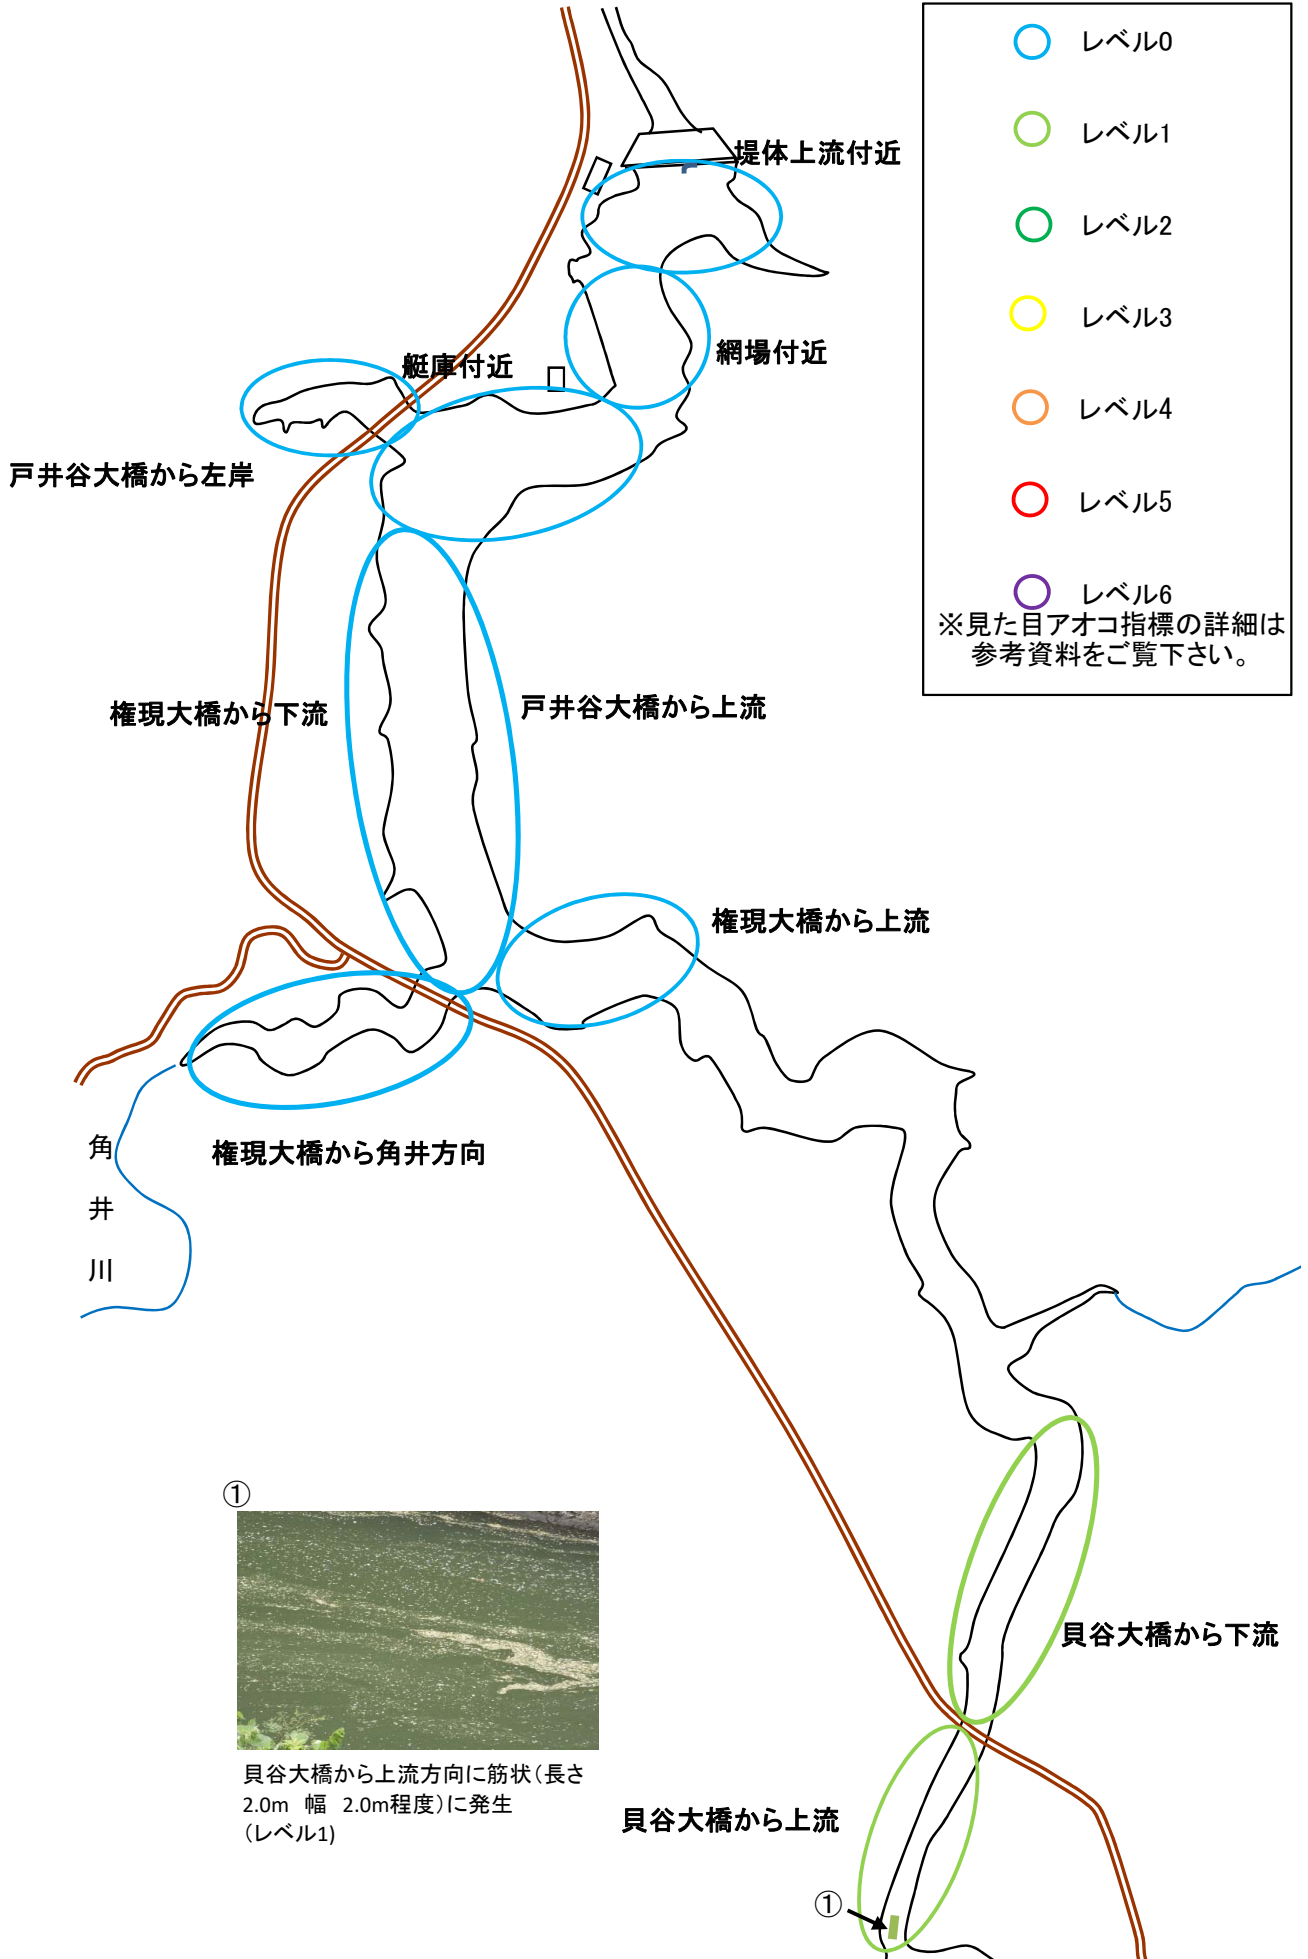 レベル0
レベル1
レベル2
レベル3
レベル4
レベル5
レベル6
※見た目アオコ指標の詳細は
参考資料をご覧下さい。
堤体上流付近
網場付近
艇庫付近
戸井谷大橋から左岸
権現大橋から下流
戸井谷大橋から上流
権現大橋から上流
権現大橋から角井方向
角
井
川
①
貝谷大橋から上流方向に筋状（長さ
2.0m 幅 2.0m程度）に発生
（レベル1)
貝谷大橋から下流
貝谷大橋から上流
①